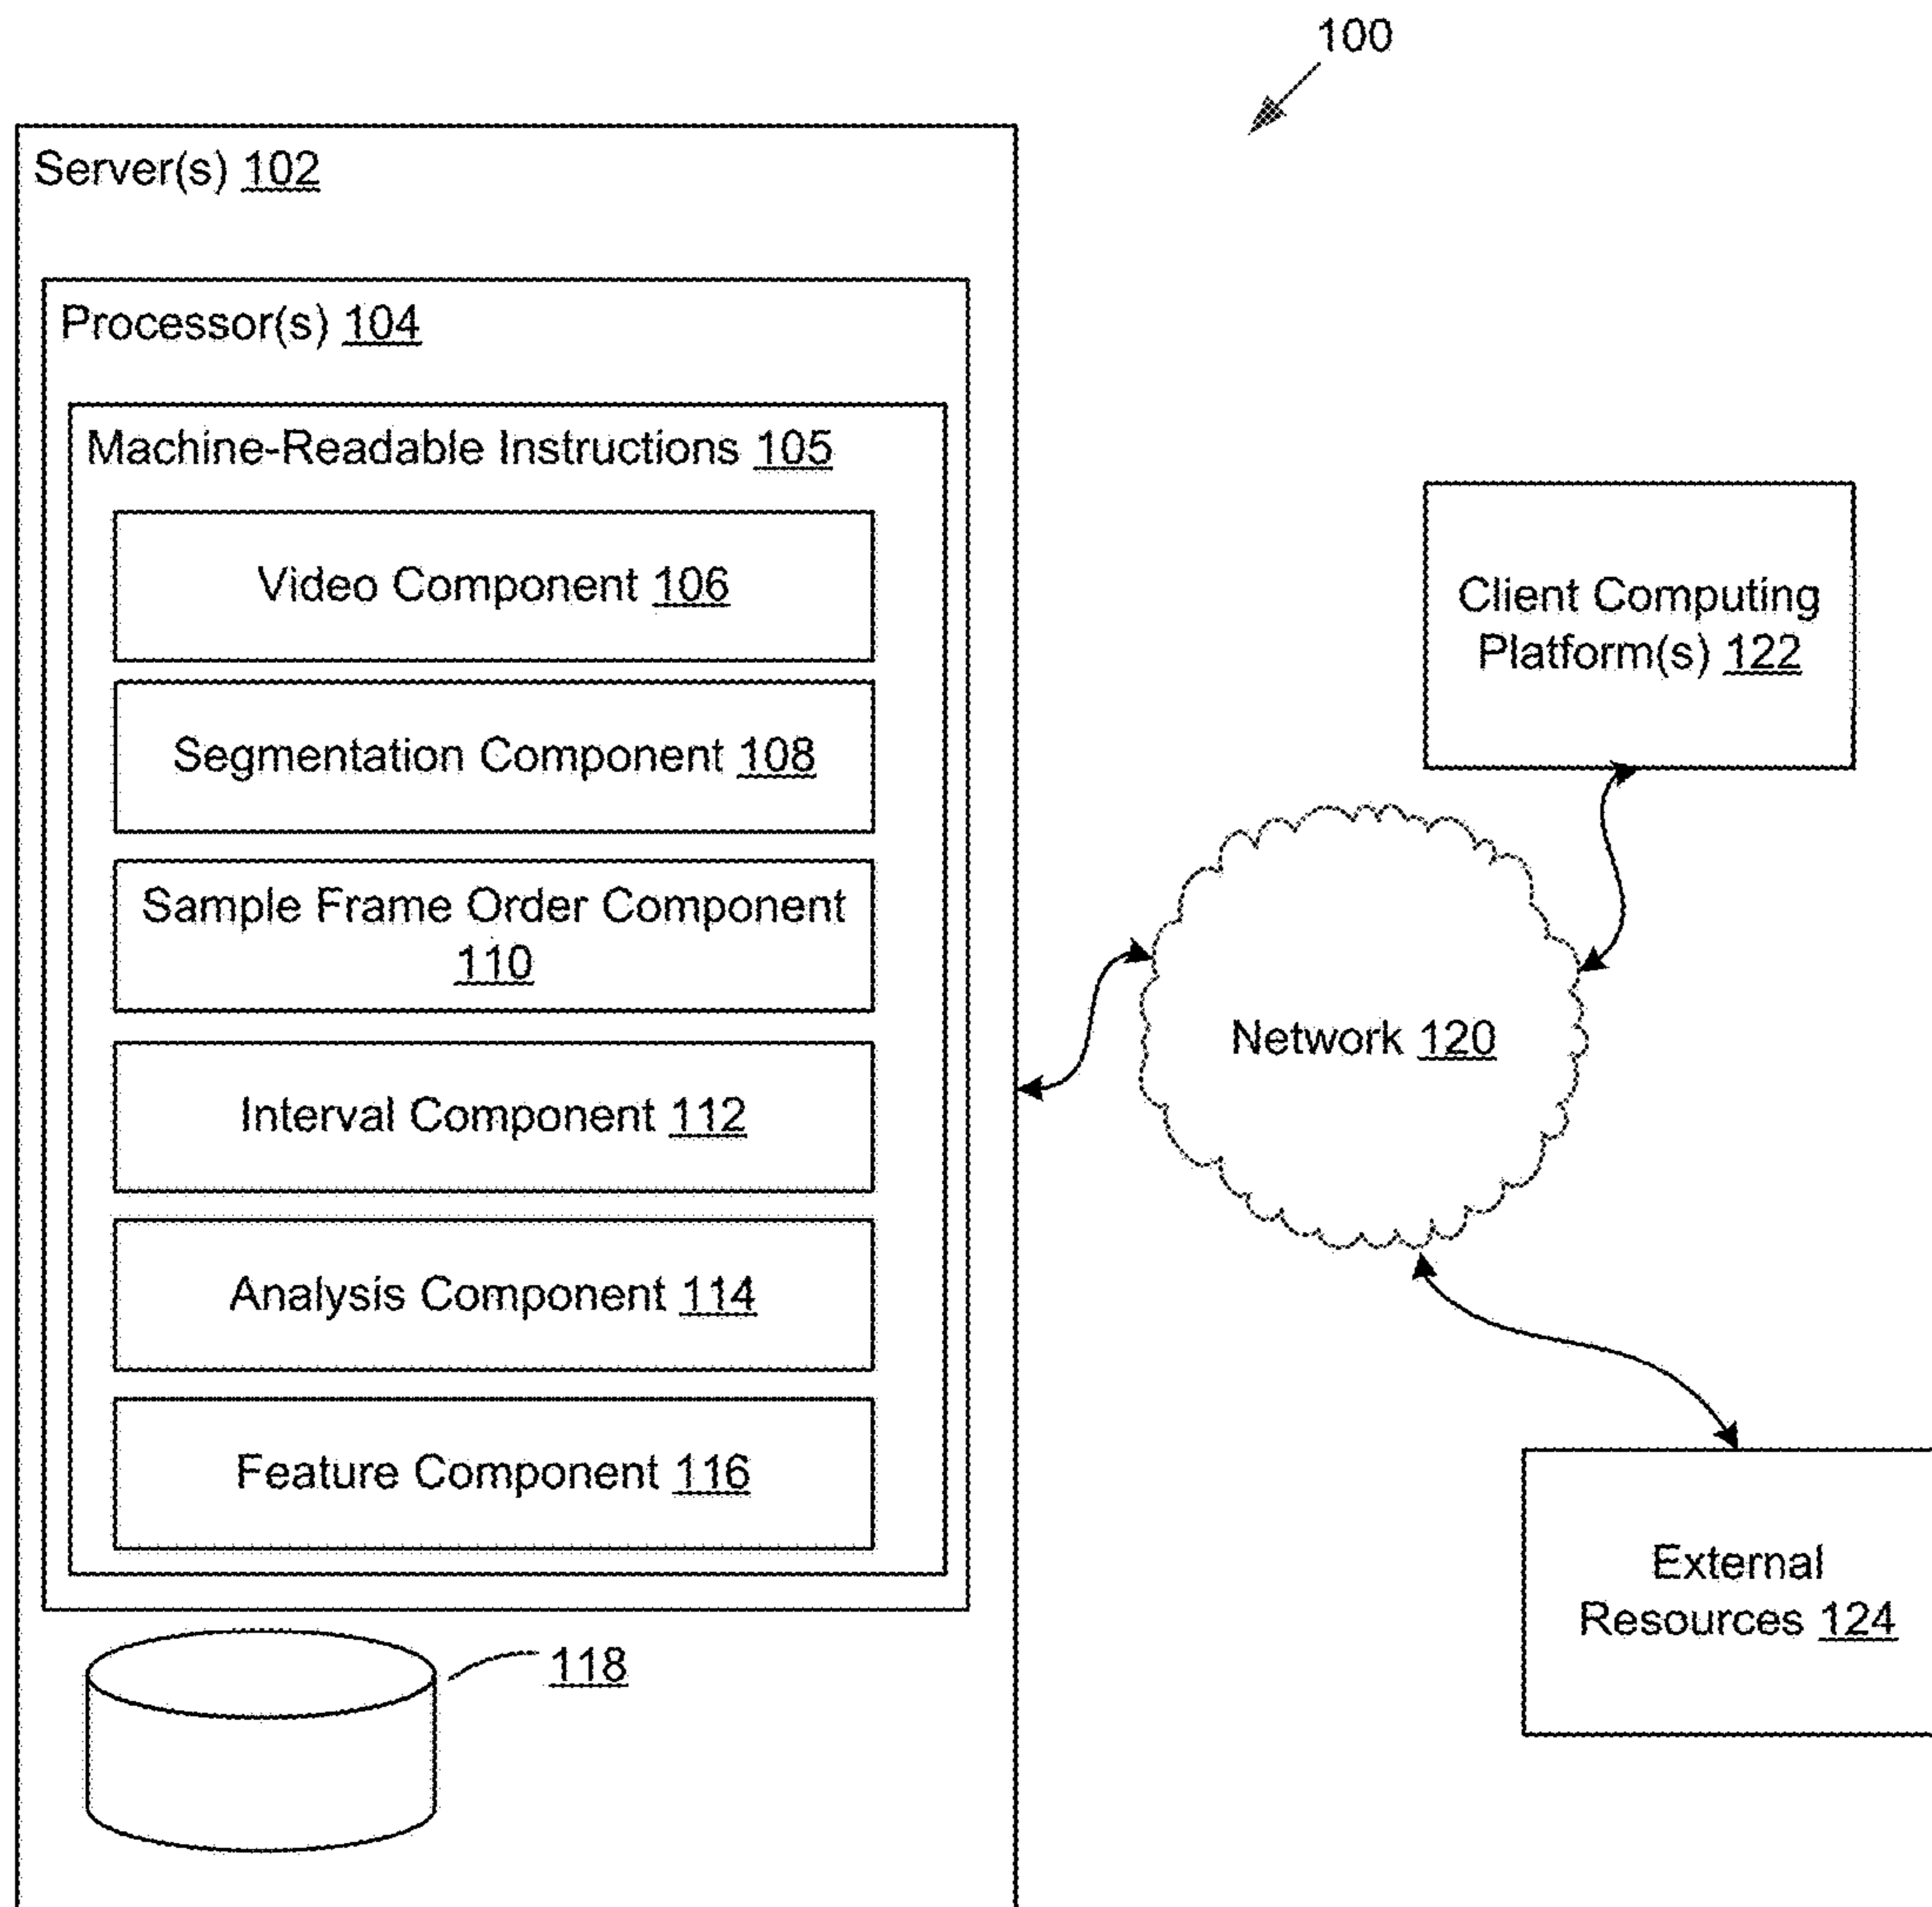 100
Server(s) 102
Processor(s) 104
Machine-Readable Instructions 105
Video Component 106
Segmentation Component 108
Sample Frame Order Component
110
Interval Component 112
Analysis Component 114
Feature Component 116
118
Client Computing
Platform(s) 122
Network 120
External
Resources 124